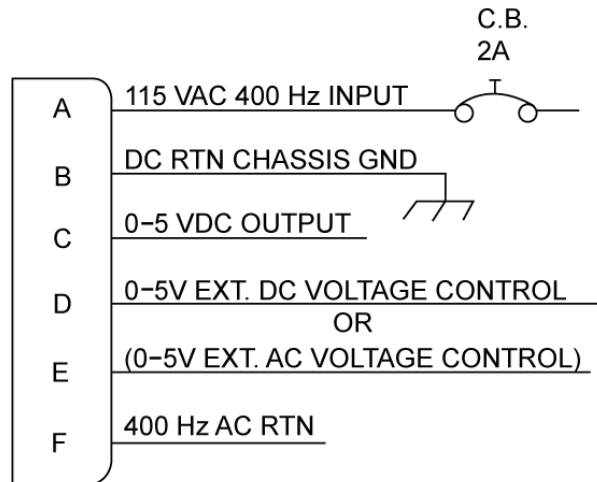 C.B.
2A
A 115 VAC 400 Hz INPUT
B DC RTN CHASSIS GND
C 0–5 VDC OUTPUT
D 0–5V EXT. DC VOLTAGE CONTROL
OR
E (0–5V EXT. AC VOLTAGE CONTROL)
F 400 Hz AC RTN